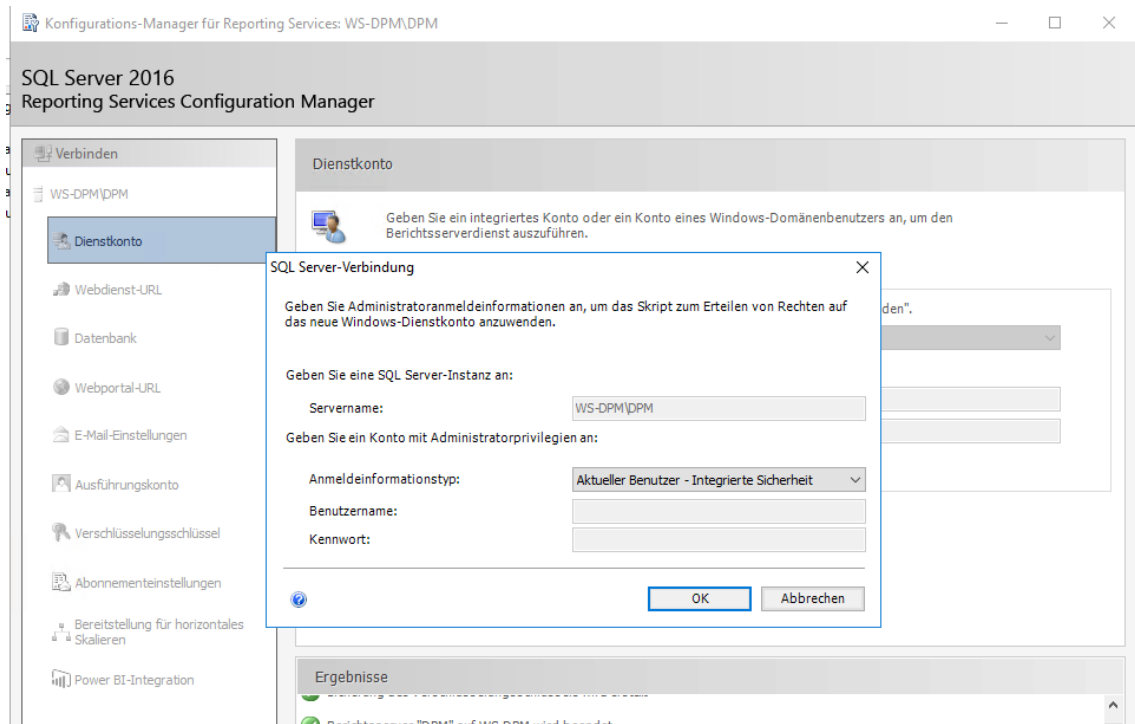 Konfigurations-Manager für Reporting Services: WS-DPM\DPM
SQL Server 2016
Reporting Services Configuration Manager
Verbinden
WS-DPM\DPM
Dienstkonto
Webdienst-URL
Datenbank
Webportal-URL
E-Mail-Einstellungen
Ausführungskonto
Verschlüsselungsschlüssel
Abonnementeinstellungen
Bereitstellung für horizontales
Skalieren
Power BI-Integration
Dienstkonto
Geben Sie ein integriertes Konto oder ein Konto eines Windows-Domänenbenutzers an, um den
Berichtsserverdienst auszuführen.
den".
SQL Server-Verbindung
Geben Sie Administratoranmeldeinformationen an, um das Skript zum Erteilen von Rechten auf
das neue Windows-Dienstkonto anzuwenden.
Geben Sie eine SQL Server-Instanz an:
Servername: WS-DPM\DPM
Geben Sie ein Konto mit Administratorprivilegien an:
Anmeldeinformationstyp: Aktueller Benutzer - Integrierte Sicherheit
Benutzername:
Kennwort:
OK Abbrechen
Ergebnisse